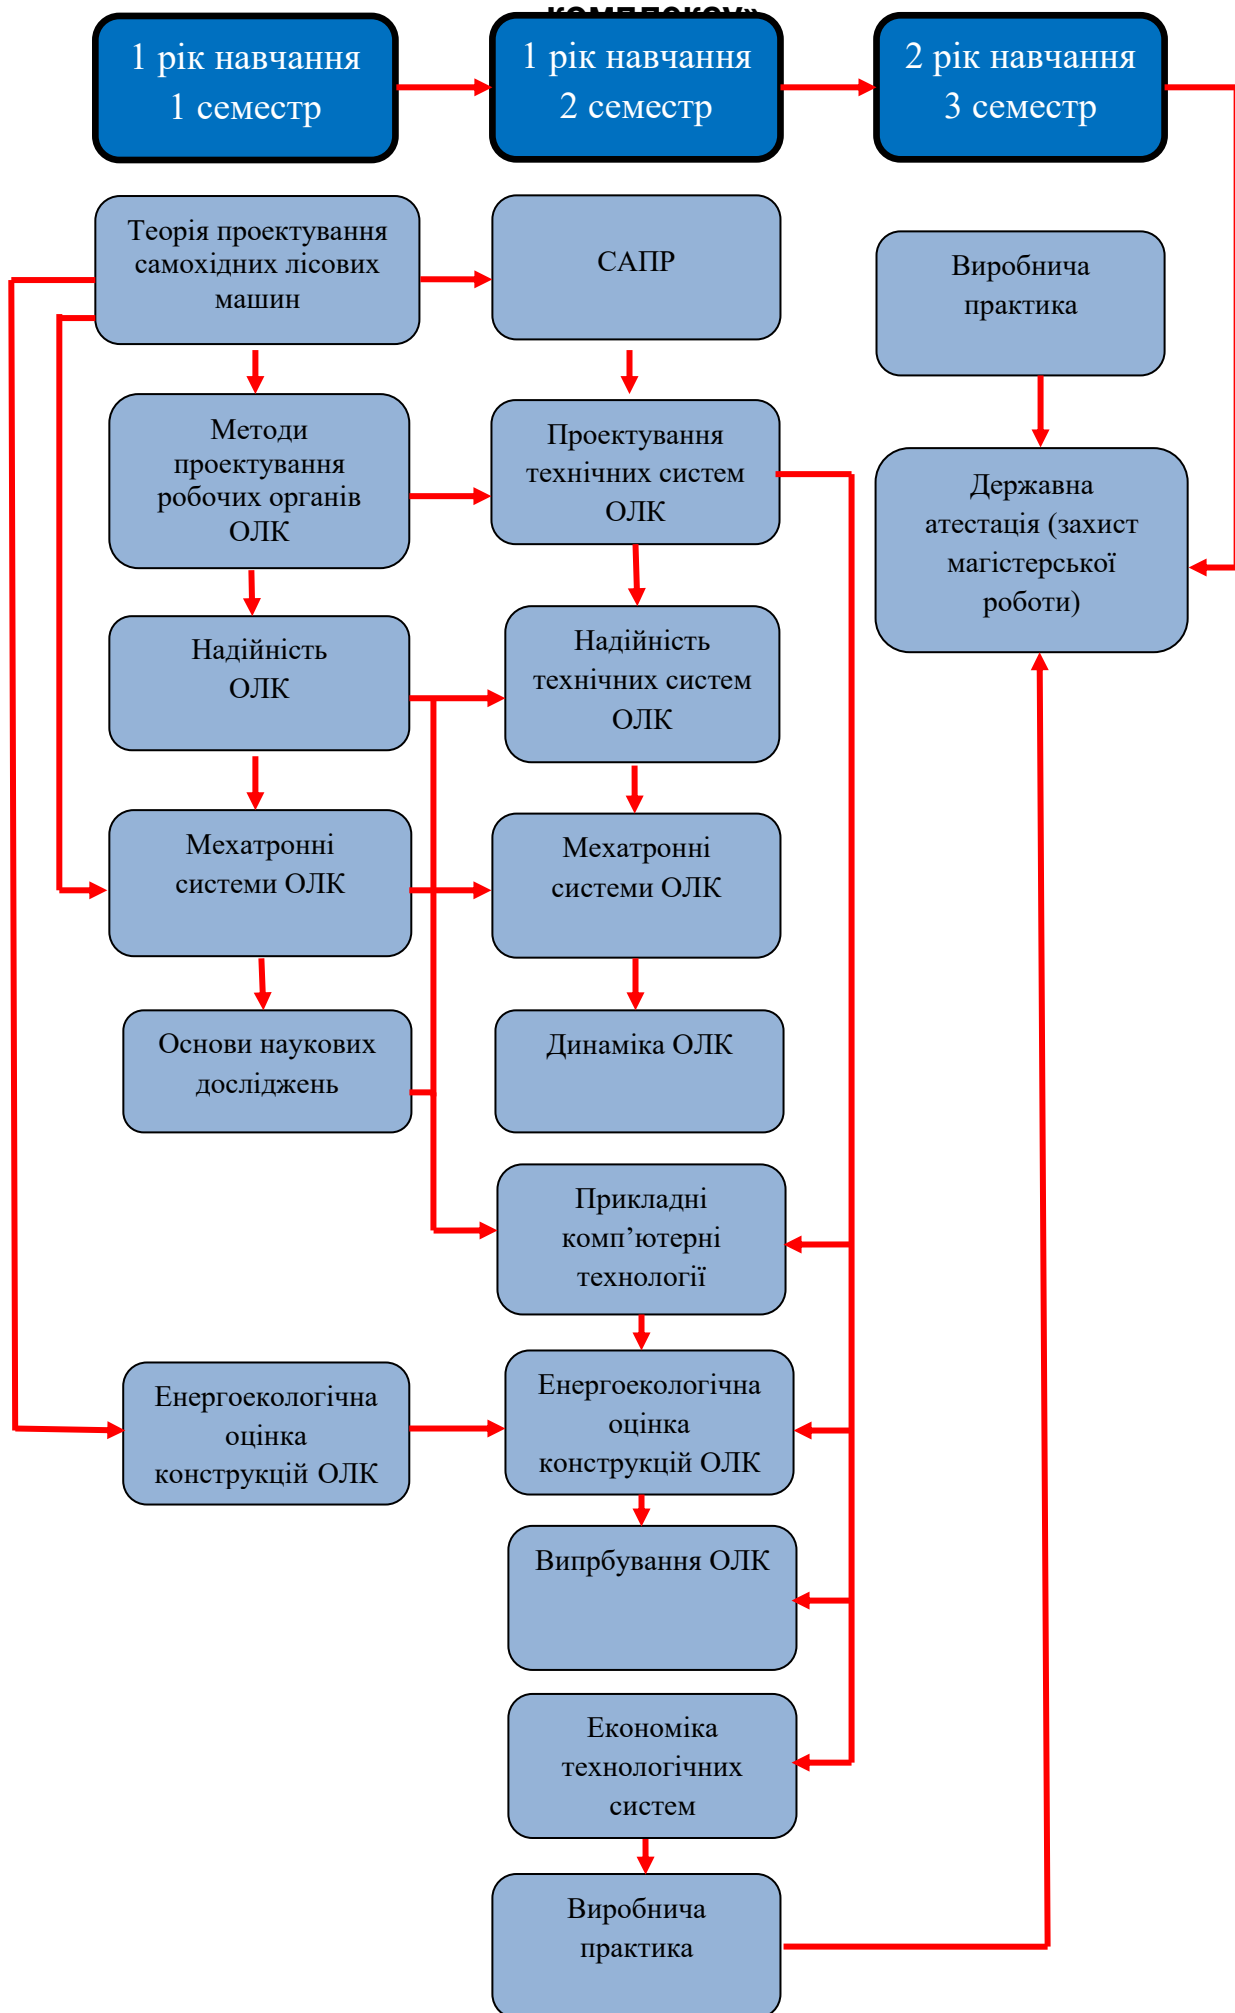 1 рік навчання
1 семестр
1 рік навчання
2 семестр
2 рік навчання
3 семестр
Теорія проектування
самохідних лісових
машин
САПР
Виробнича
практика
Методи
проектування
робочих органів
ОЛК
Проектування
технічних систем
ОЛК
Державна
атестація (захист
магістерської
роботи)
Надійність
ОЛК
Надійність
технічних систем
ОЛК
Мехатронні
системи ОЛК
Мехатронні
системи ОЛК
Основи наукових
досліджень
Динаміка ОЛК
Прикладні
комп’ютерні
технології
Енергоекологічна
оцінка
конструкцій ОЛК
Енергоекологічна
оцінка
конструкцій ОЛК
Випрбування ОЛК
Економіка
технологічних
систем
Виробнича
практика